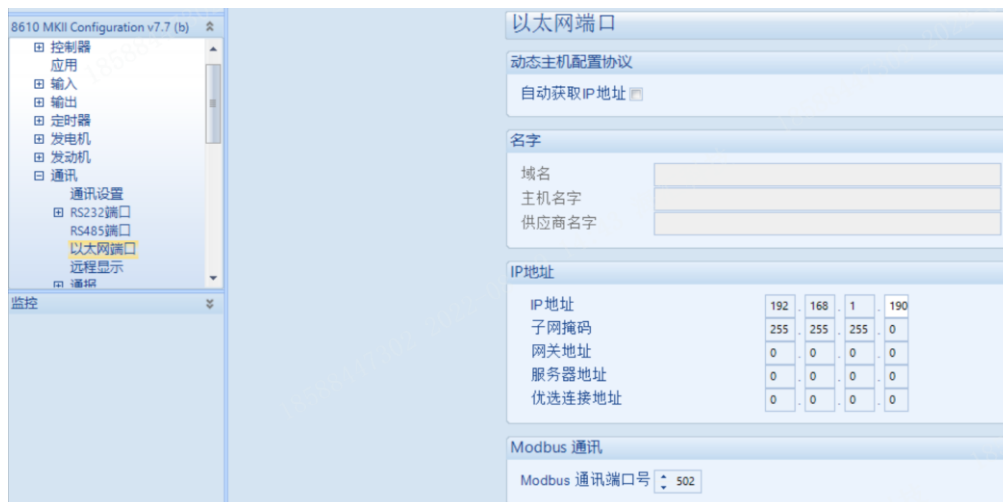 8610 MKII Configuration v7.7 (b)
控制器
应用
输入
输出
定时器
发电机
发动机
通讯
通讯设置
RS232端口
RS485端口
以太网端口
远程显示
通报
监控
以太网端口
动态主机配置协议
自动获取IP地址
名字
域名
主机名字
供应商名字
IP地址
IP地址 192 . 168 . 1 . 190
子网掩码 255 . 255 . 255 . 0
网关地址 0 . 0 . 0 . 0
服务器地址 0 . 0 . 0 . 0
优选连接地址 0 . 0 . 0 . 0
Modbus 通讯
Modbus 通讯端口号 502